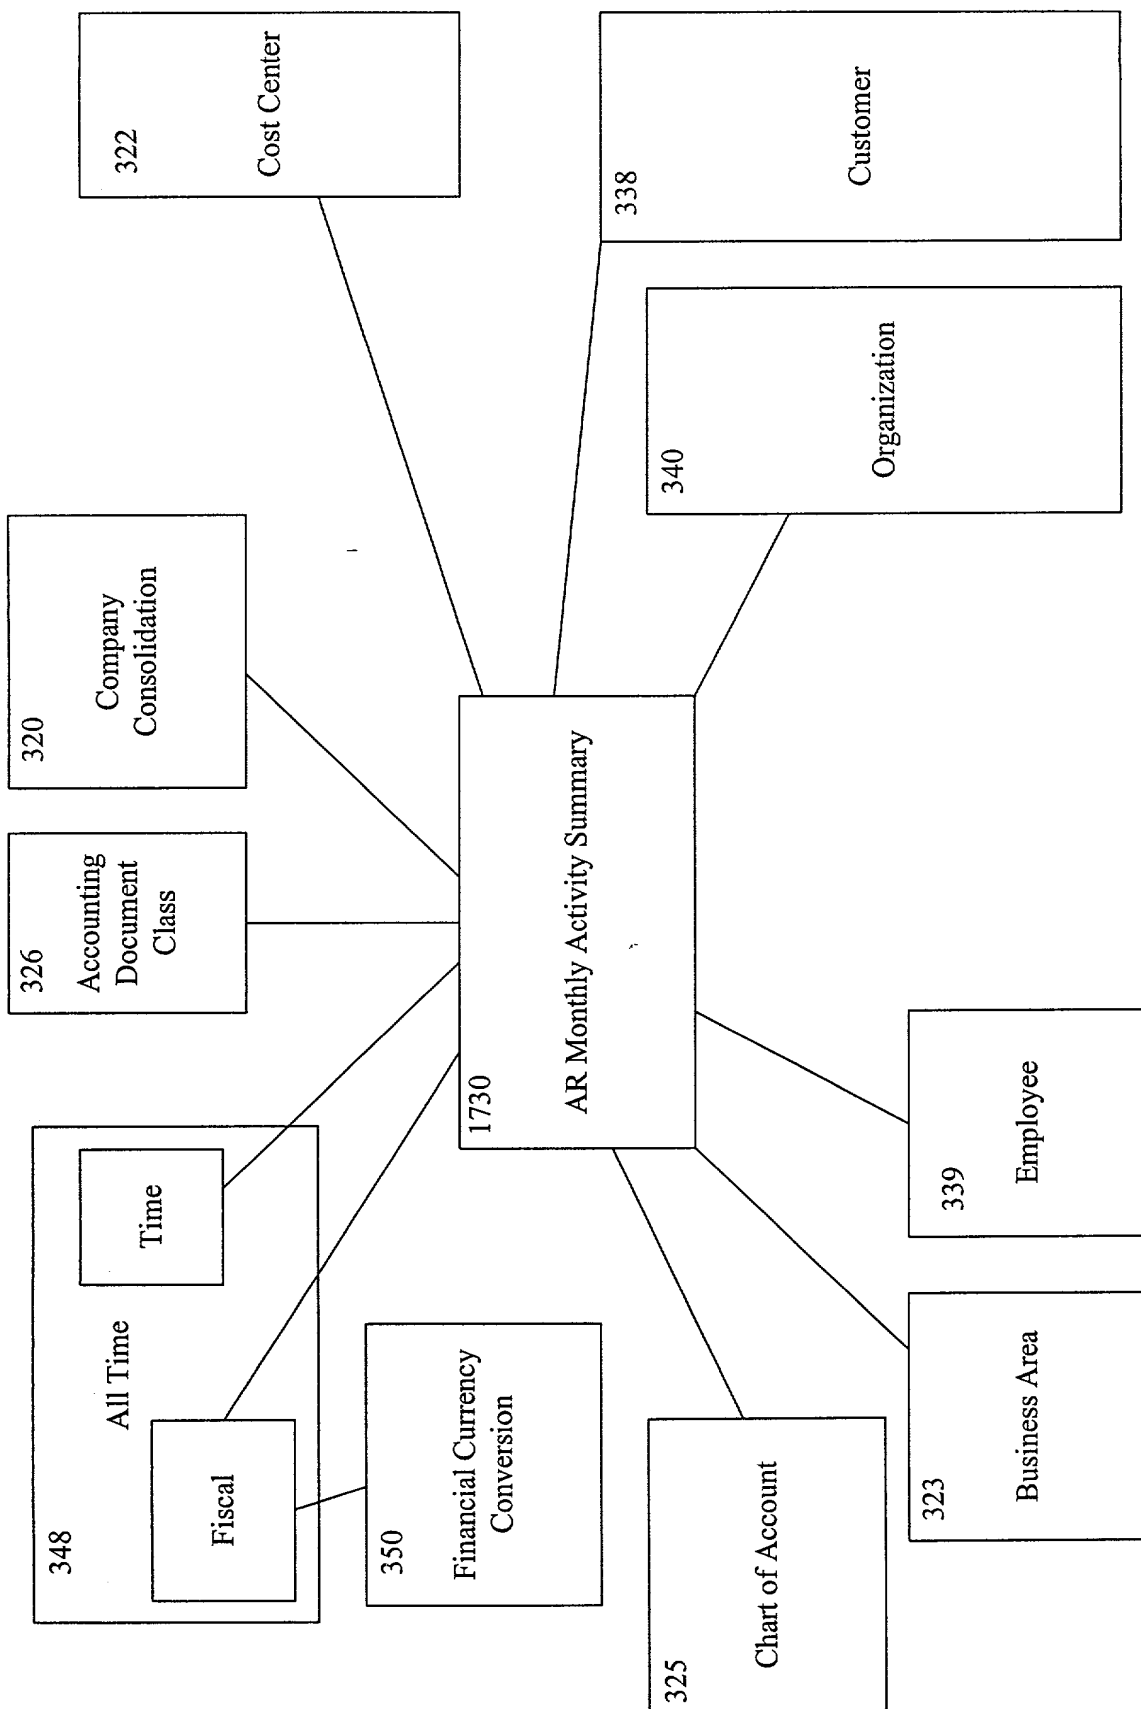 348
All Time
Fiscal
Time
326
Accounting
Document
Class
320
Company
Consolidation
322
Cost Center
350
Financial Currency
Conversion
1730
AR Monthly Activity Summary
338
Customer
340
Organization
325
Chart of Account
323
Business Area
339
Employee